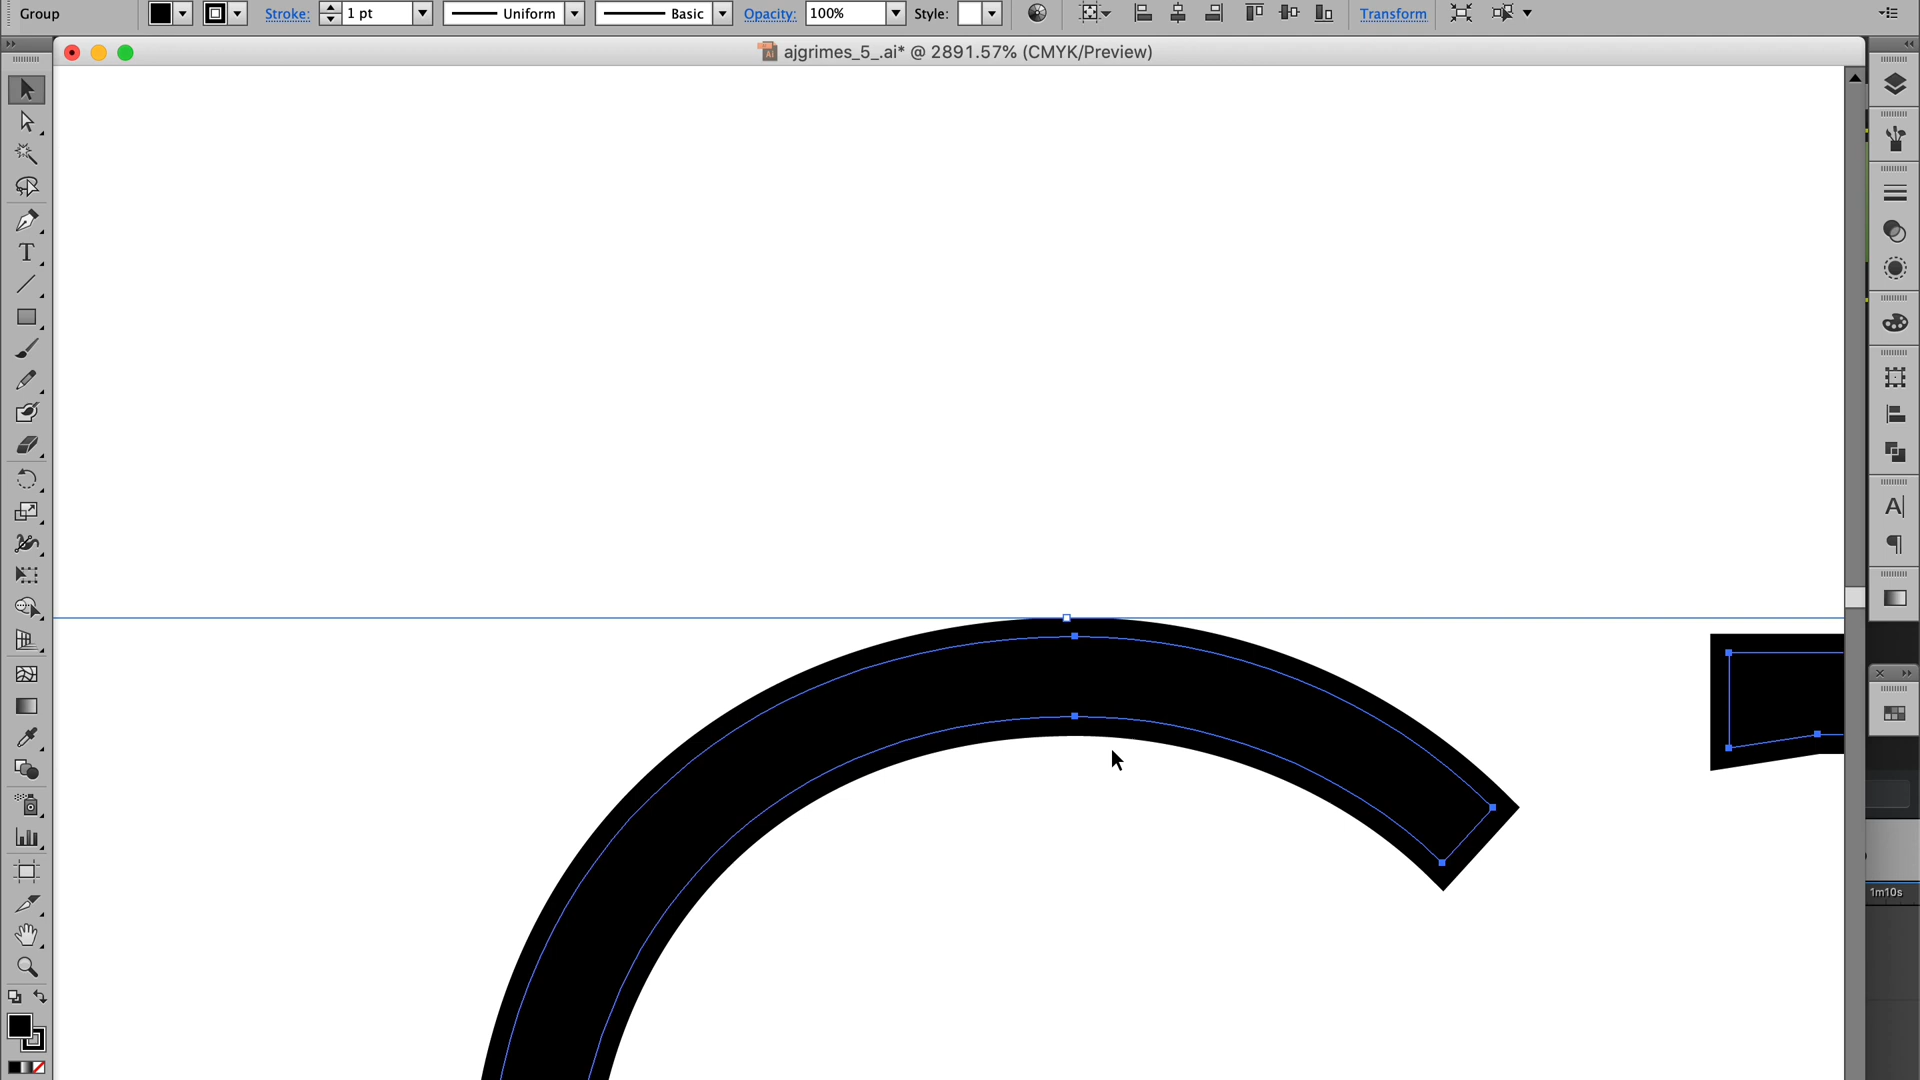 Group
Stroke: 1 pt Uniform Basic Opacity: 100% Style: Transform
ajgrimes_5_.ai* @ 2891.57% (CMYK/Preview)
1m10s